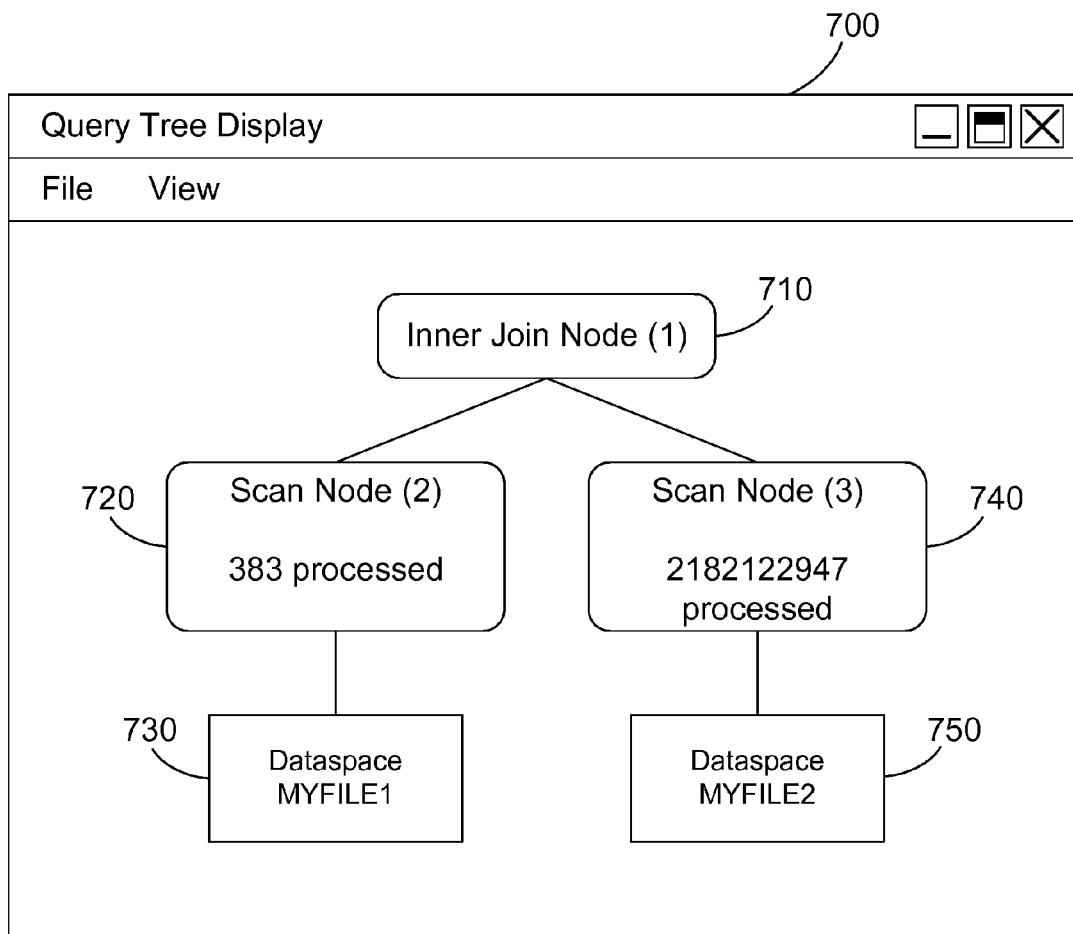 700
Query Tree Display
File View
710
Inner Join Node (1)
720
Scan Node (2)
383 processed
Scan Node (3)
2182122947
processed
740
730
Dataspace
MYFILE1
Dataspace
MYFILE2
750